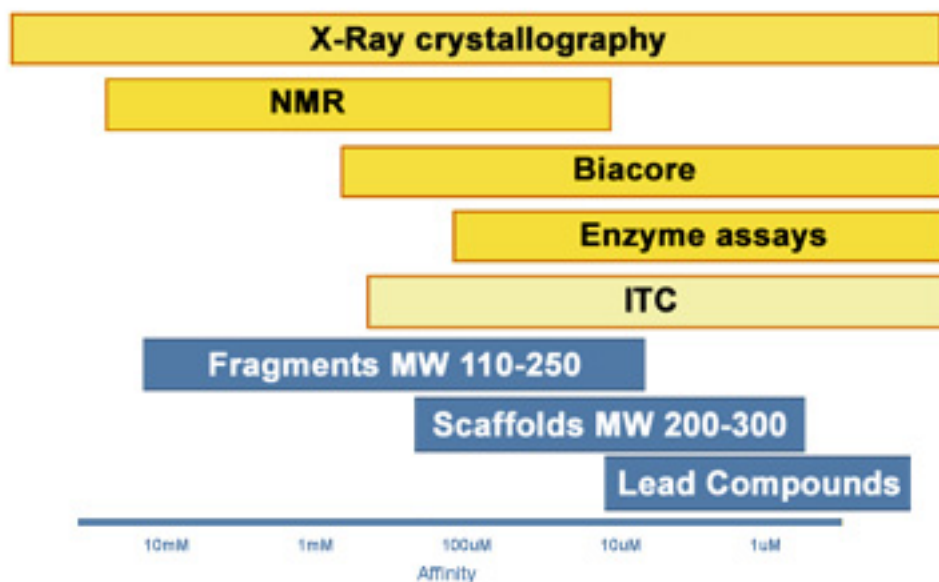 X-Ray crystallography
NMR
Biacore
Enzyme assays
ITC
Fragments MW 110-250
Scaffolds MW 200-300
Lead Compounds
10mM 1mM 100uM 10uM 1uM
Affinity